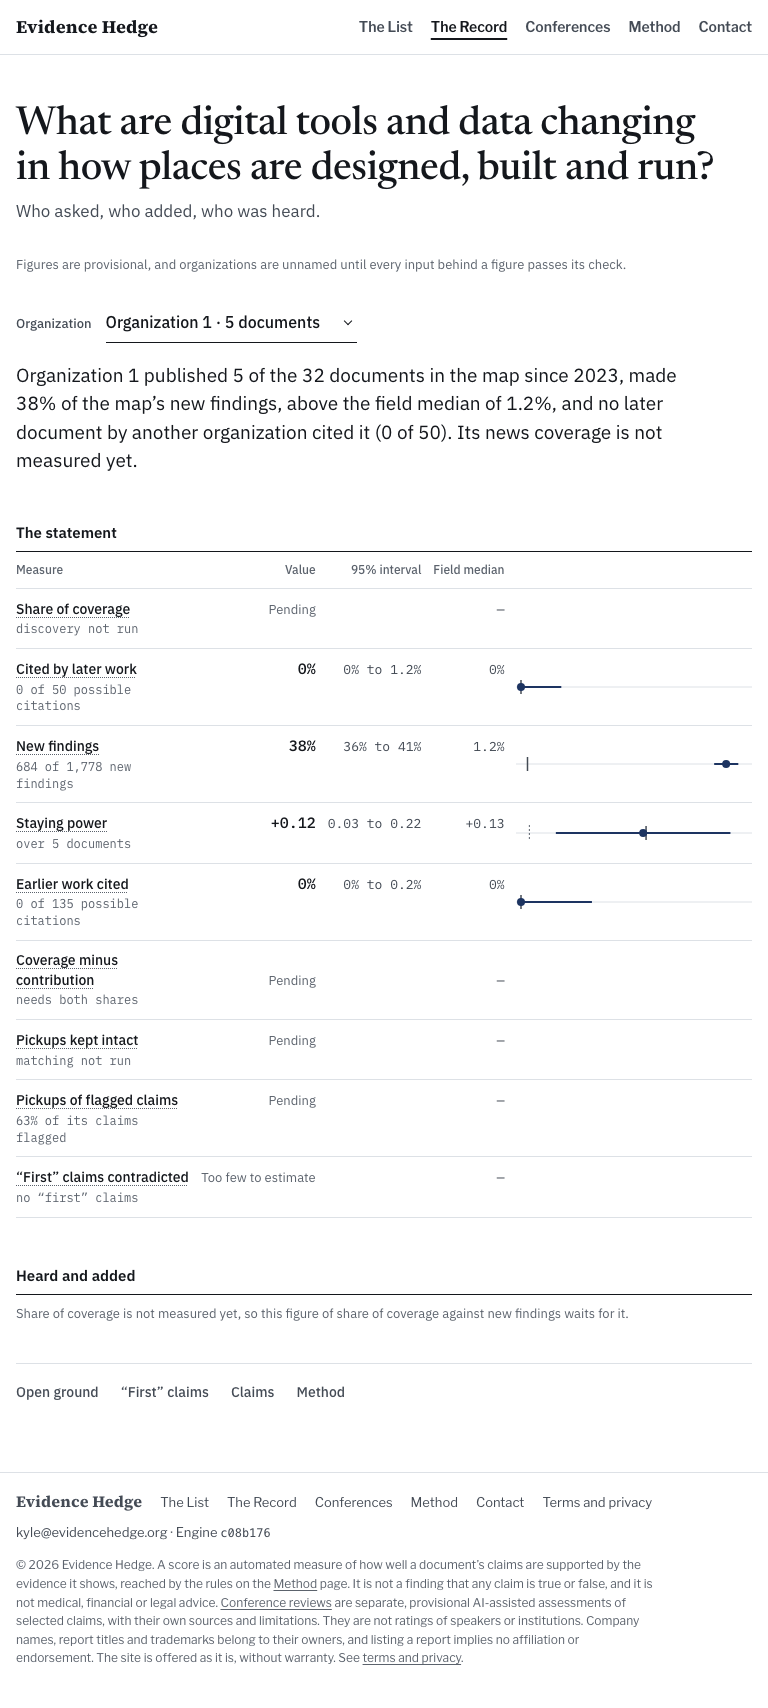 Evidence Hedge
The List The Record Conferences Method Contact
What are digital tools and data changing
in how places are designed, built and run?
Who asked, who added, who was heard.
Figures are provisional, and organizations are unnamed until every input behind a figure passes its check.
Organization Organization 1 · 5 documents
Organization 1 published 5 of the 32 documents in the map since 2023, made
38% of the map’s new findings, above the field median of 1.2%, and no later
document by another organization cited it (0 of 50). Its news coverage is not
measured yet.
The statement
Measure Value 95% interval Field median
Share of coverage Pending –
discovery not run
Cited by later work 0% 0% to 1.2% 0%
0 of 50 possible
citations
New findings 38% 36% to 41% 1.2%
684 of 1,778 new
findings
Staying power +0.12 0.03 to 0.22 +0.13
over 5 documents
Earlier work cited 0% 0% to 0.2% 0%
0 of 135 possible
citations
Coverage minus
contribution Pending –
needs both shares
Pickups kept intact Pending –
matching not run
Pickups of flagged claims Pending –
63% of its claims
flagged
“First” claims contradicted Too few to estimate –
no “first” claims
Heard and added
Share of coverage is not measured yet, so this figure of share of coverage against new findings waits for it.
Open ground “First” claims Claims Method
Evidence Hedge The List The Record Conferences Method Contact Terms and privacy
kyle@evidencehedge.org · Engine c08b176
© 2026 Evidence Hedge. A score is an automated measure of how well a document’s claims are supported by the
evidence it shows, reached by the rules on the Method page. It is not a finding that any claim is true or false, and it is
not medical, financial or legal advice. Conference reviews are separate, provisional AI-assisted assessments of
selected claims, with their own sources and limitations. They are not ratings of speakers or institutions. Company
names, report titles and trademarks belong to their owners, and listing a report implies no affiliation or
endorsement. The site is offered as it is, without warranty. See terms and privacy.